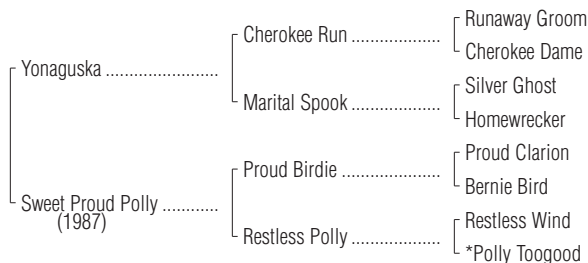 Runaway Groom
Cherokee Run ....................
Cherokee Dame
Yonaguska .........................
Silver Ghost
Marital Spook ....................
Homewrecker
Proud Clarion
Proud Birdie ......................
Bernie Bird
Sweet Proud Polly .............
(1987)
Restless Wind
Restless Polly .....................
*Polly Toogood